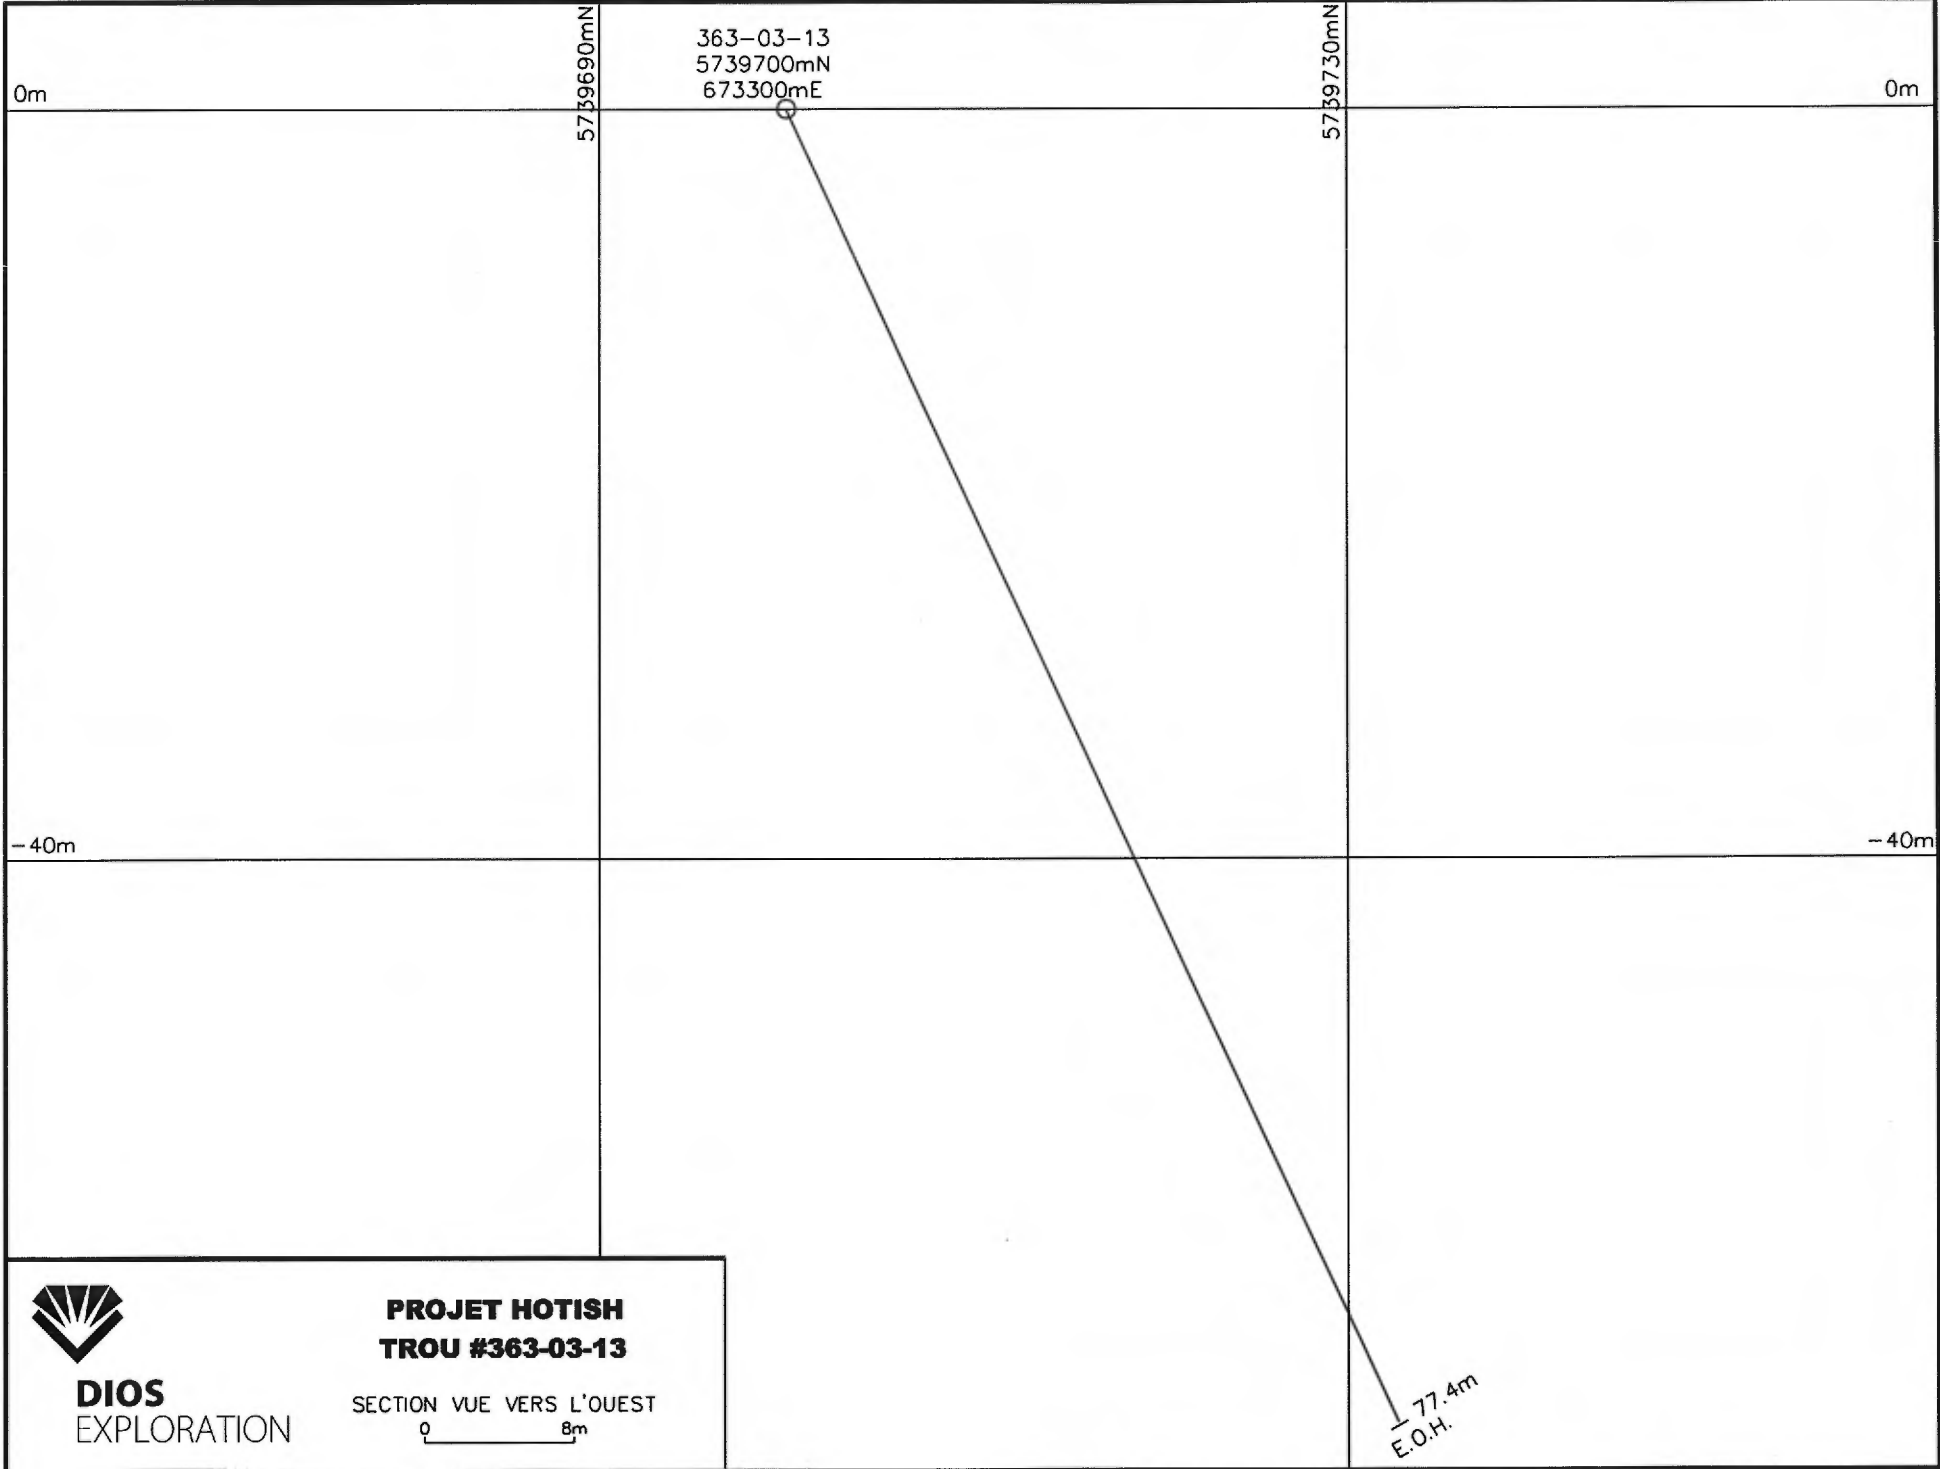 5739690mN
363-03-13
5739700mN
673300mE
5739730mN
0m
0m
-40m
-40m
DIOS
EXPLORATION
PROJET HOTISH
TROU #363-03-13
SECTION VUE VERS L'OUEST
0 8m
77.4m
E.O.H.